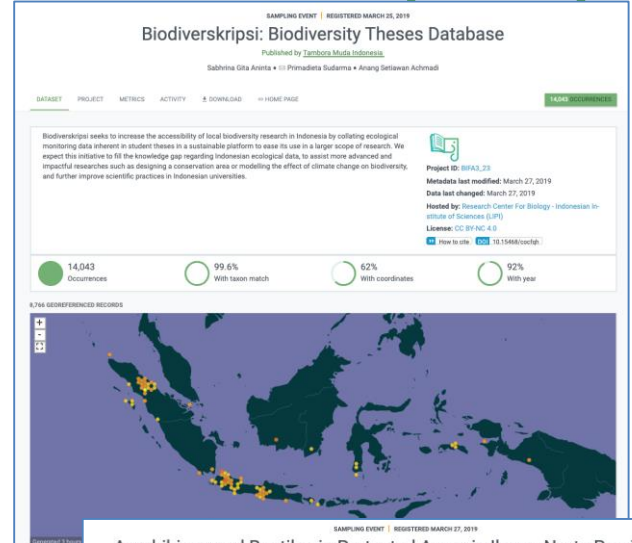 SAMPLING EVENT | REGISTERED MARCH 25, 2019
Biodiverskripsi: Biodiversity Theses Database
Published by Tambora Muda Indonesia
Sabhrina Gita Aninta • Primadieta Sudarma • Anang Setiawan Achmadi
DATASET PROJECT METRICS ACTIVITY DOWNLOAD HOME PAGE 14,043 OCCURRENCES
Biodiverskripsi seeks to increase the accessibility of local biodiversity research in Indonesia by collating ecological
monitoring data inherent in student theses in a sustainable platform to ease its use in a larger scope of research. We
expect this initiative to fill the knowledge gap regarding Indonesian ecological data, to assist more advanced and
impactful researches such as designing a conservation area or modelling the effect of climate change on biodiversity,
and further improve scientific practices in Indonesian universities.
Project ID: BIFA3_23
Metadata last modified: March 27, 2019
Data last changed: March 27, 2019
Hosted by: Research Center For Biology - Indonesian In-
stitute of Sciences (LIPI)
License: CC BY-NC 4.0
How to cite DOI 10.15468/cocfqh
14,043
Occurrences
99.6%
With taxon match
62%
With coordinates
92%
With year
8,766 GEOREFERENCED RECORDS
+
-
SAMPLING EVENT | REGISTERED MARCH 27, 2019